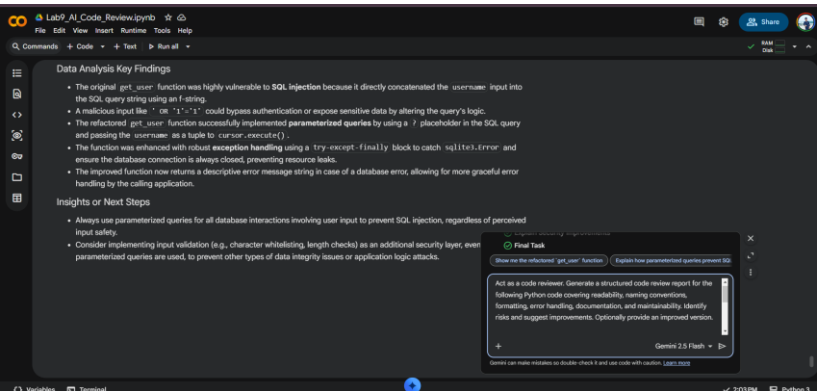 Lab9_AI_Code_Review.ipynb
File Edit View Insert Runtime Tools Help
Share
Commands + Code + Text Run all
RAM
Disk
Data Analysis Key Findings
The original get_user function was highly vulnerable to SQL injection because it directly concatenated the username input into
the SQL query string using an f-string.
A malicious input like ' OR '1'='1' could bypass authentication or expose sensitive data by altering the query's logic.
The refactored get_user function successfully implemented parameterized queries by using a ? placeholder in the SQL query
and passing the username as a tuple to cursor.execute() .
The function was enhanced with robust exception handling using a try-except-finally block to catch sqlite3.Error and
ensure the database connection is always closed, preventing resource leaks.
The improved function now returns a descriptive error message string in case of a database error, allowing for more graceful error
handling by the calling application.
Insights or Next Steps
Always use parameterized queries for all database interactions involving user input to prevent SQL injection, regardless of perceived
input safety.
Consider implementing input validation (e.g., character whitelisting, length checks) as an additional security layer, even
parameterized queries are used, to prevent other types of data integrity issues or application logic attacks.
Final Task
Show me the refactored `get_user` function Explain how parameterized queries prevent SQ
Act as a code reviewer. Generate a structured code review report for the
following Python code covering readability, naming conventions,
formatting, error handling, documentation, and maintainability. Identify
risks and suggest improvements. Optionally provide an improved version.
+ Gemini 2.5 Flash
Gemini can make mistakes so double-check it and use code with caution. Learn more
Variables Terminal 2:03 PM Python 3